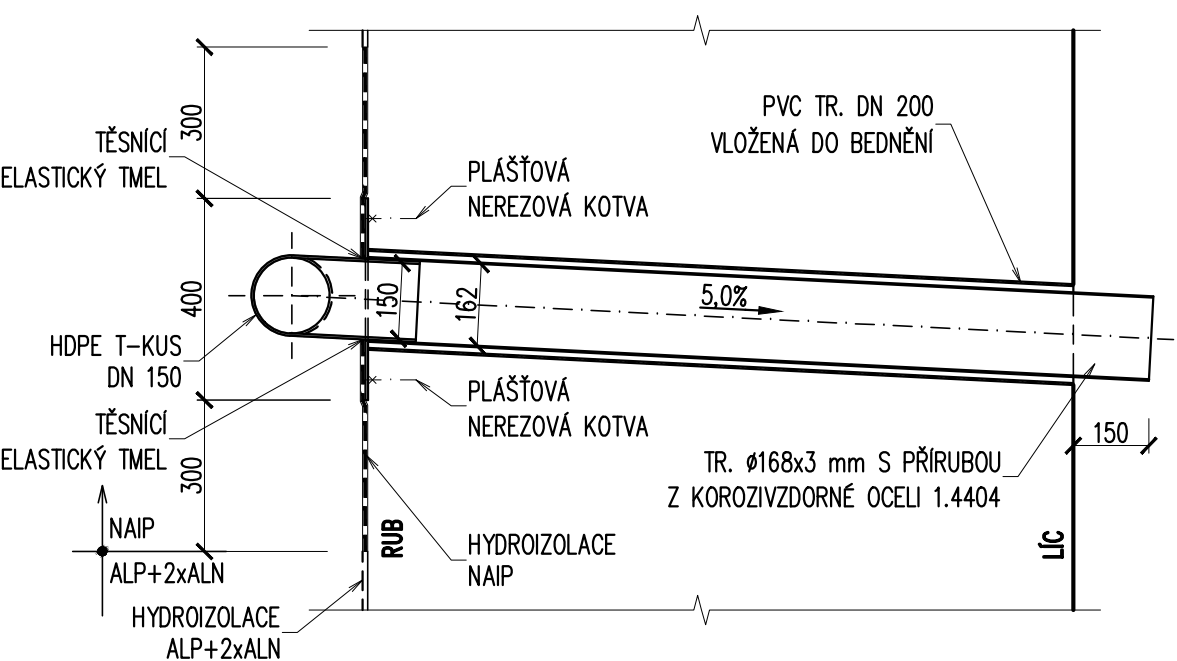 PVC TR. DN 200
VLOŽENÁ DO BEDNĚNÍ
300
TĚSNÍCÍ
ELASTICKÝ TMEL
PLÁŠŤOVÁ
NEREZOVÁ KOTVA
400
150
162
5,0%
HDPE T-KUS
DN 150
PLÁŠŤOVÁ
NEREZOVÁ KOTVA
TĚSNÍCÍ
ELASTICKÝ TMEL
150
300
TR. ø168x3 mm S PŘÍRUBOU
Z KOROZIVZDORNÉ OCELI 1.4404
NAIP
ALP+2xALN
RUB
HYDROIZOLACE
NAIP
LÍC
HYDROIZOLACE
ALP+2xALN